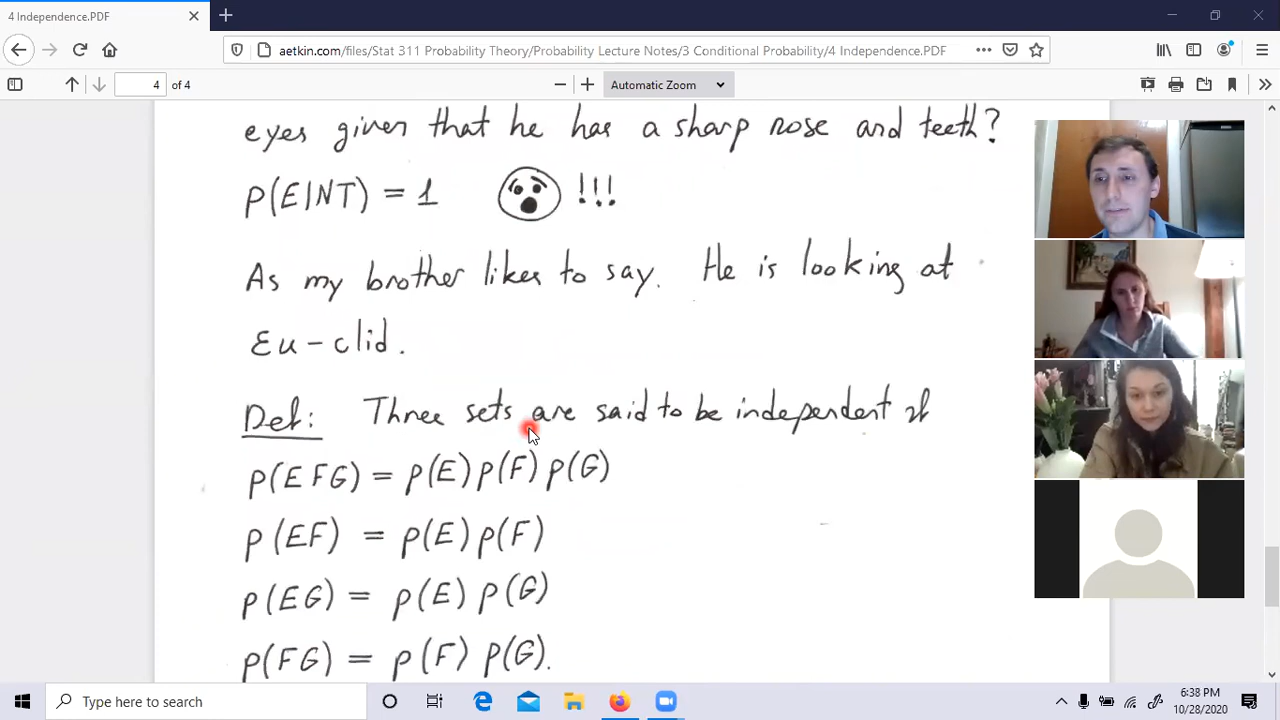 4 Independence.PDF
aetkin.com/files/Stat 311 Probability Theory/Probability Lecture Notes/3 Conditional Probability/4 Independence.PDF
4 of 4
Automatic Zoom
eyes given that he has a sharp nose and teeth?
P(E|NT) = 1 !!!
As my brother likes to say. He is looking at
Eu-clid.
Def: Three sets are said to be independent if
P(EFG) = P(E) P(F) P(G)
P(EF) = P(E) P(F)
P(EG) = P(E) P(G)
P(FG) = P(F) P(G).
Type here to search
6:38 PM
10/28/2020